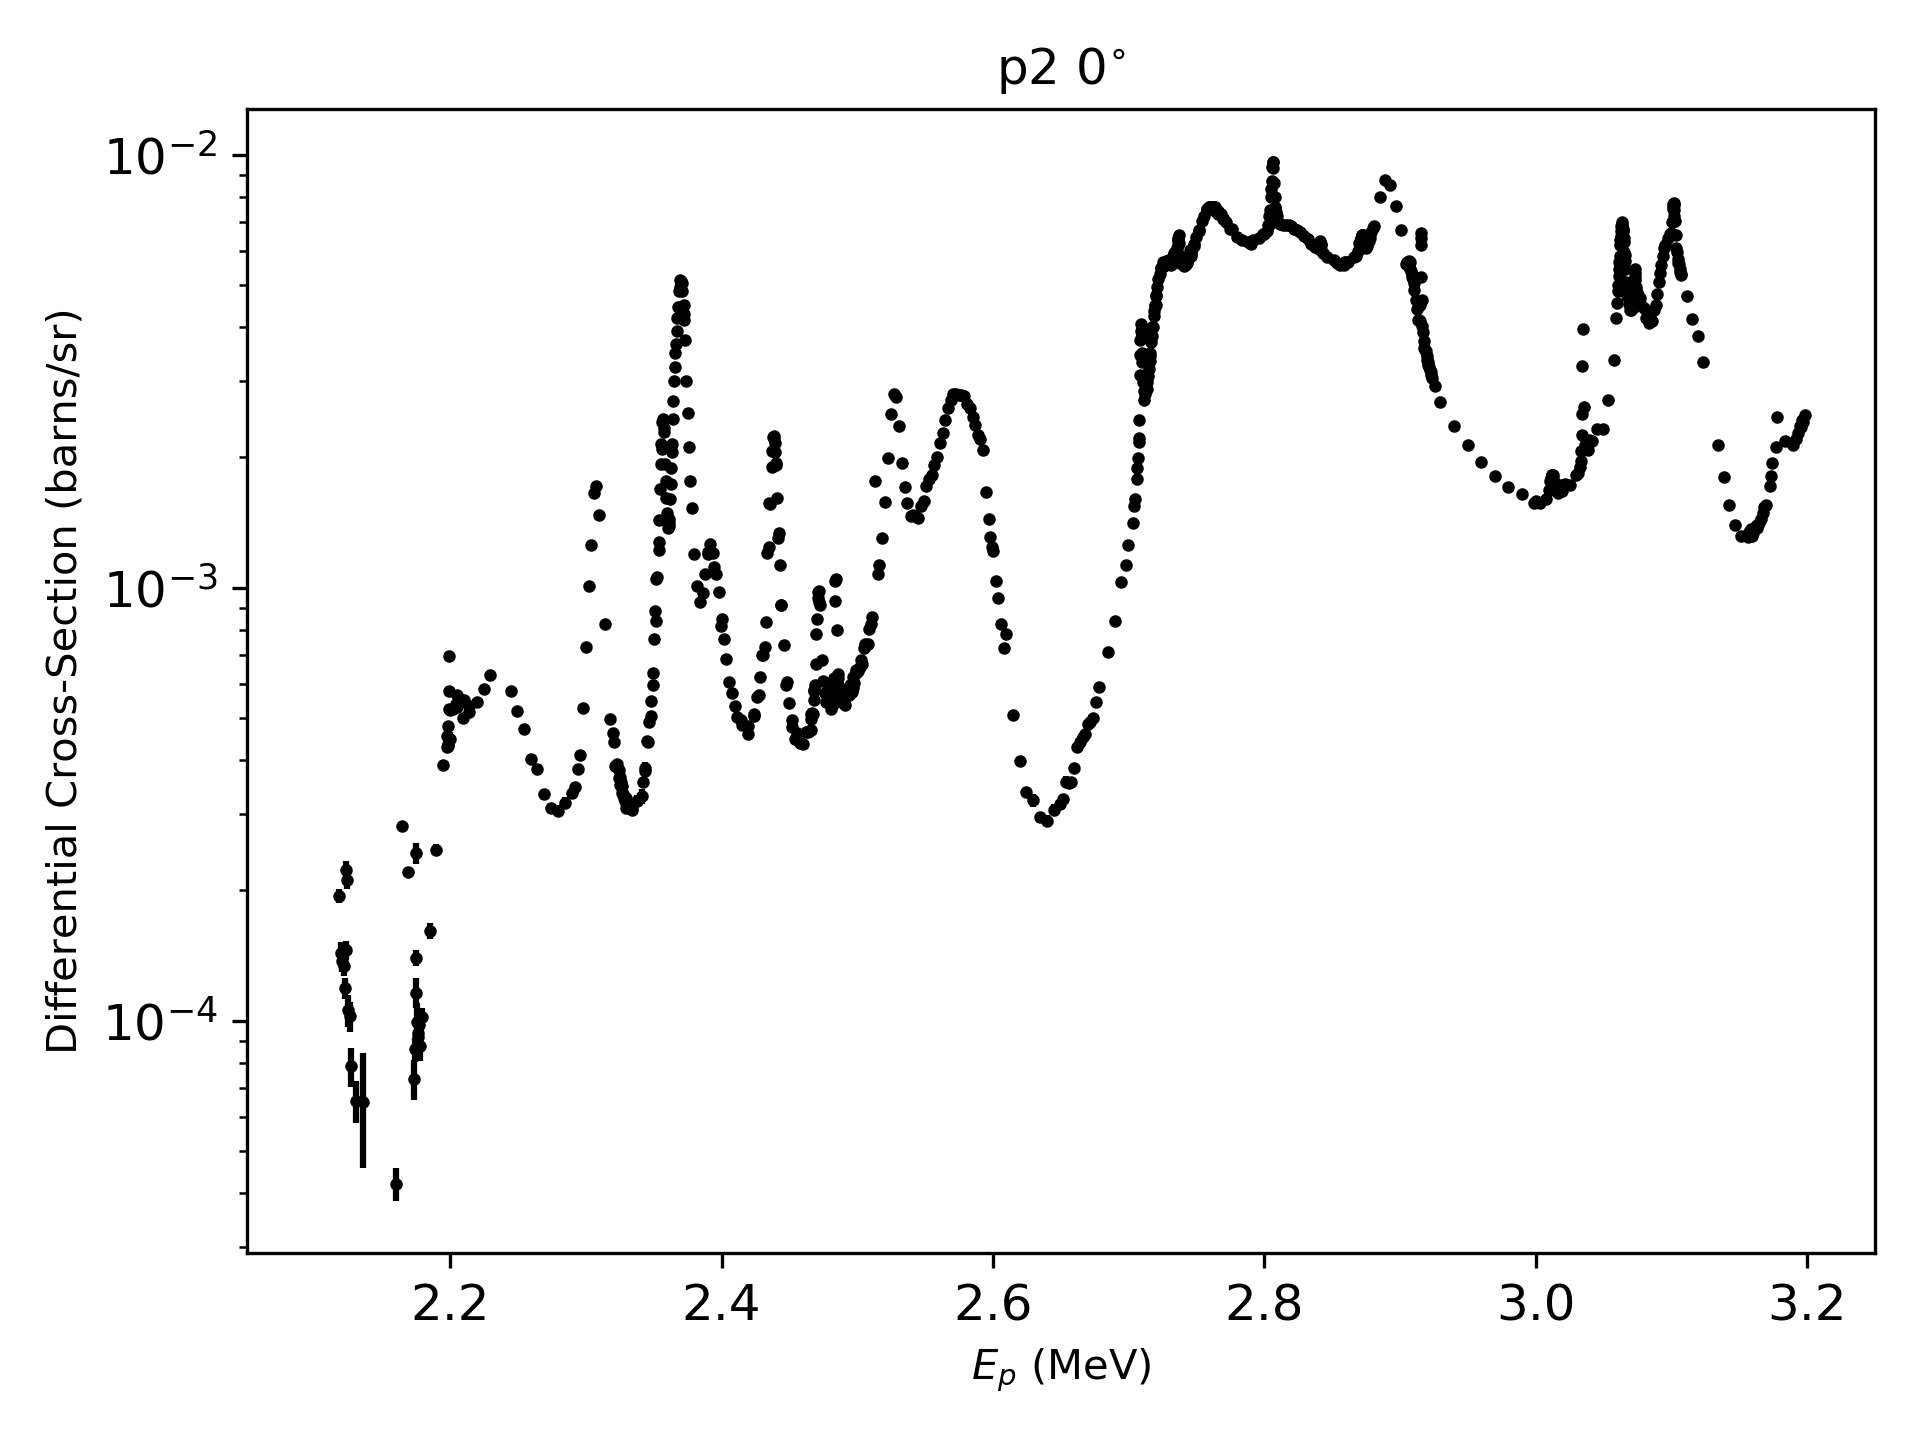 p2 0°
Differential Cross-Section (barns/sr)
10⁻²
10⁻³
10⁻⁴
2.2 2.4 2.6 2.8 3.0 3.2
Eₚ (MeV)